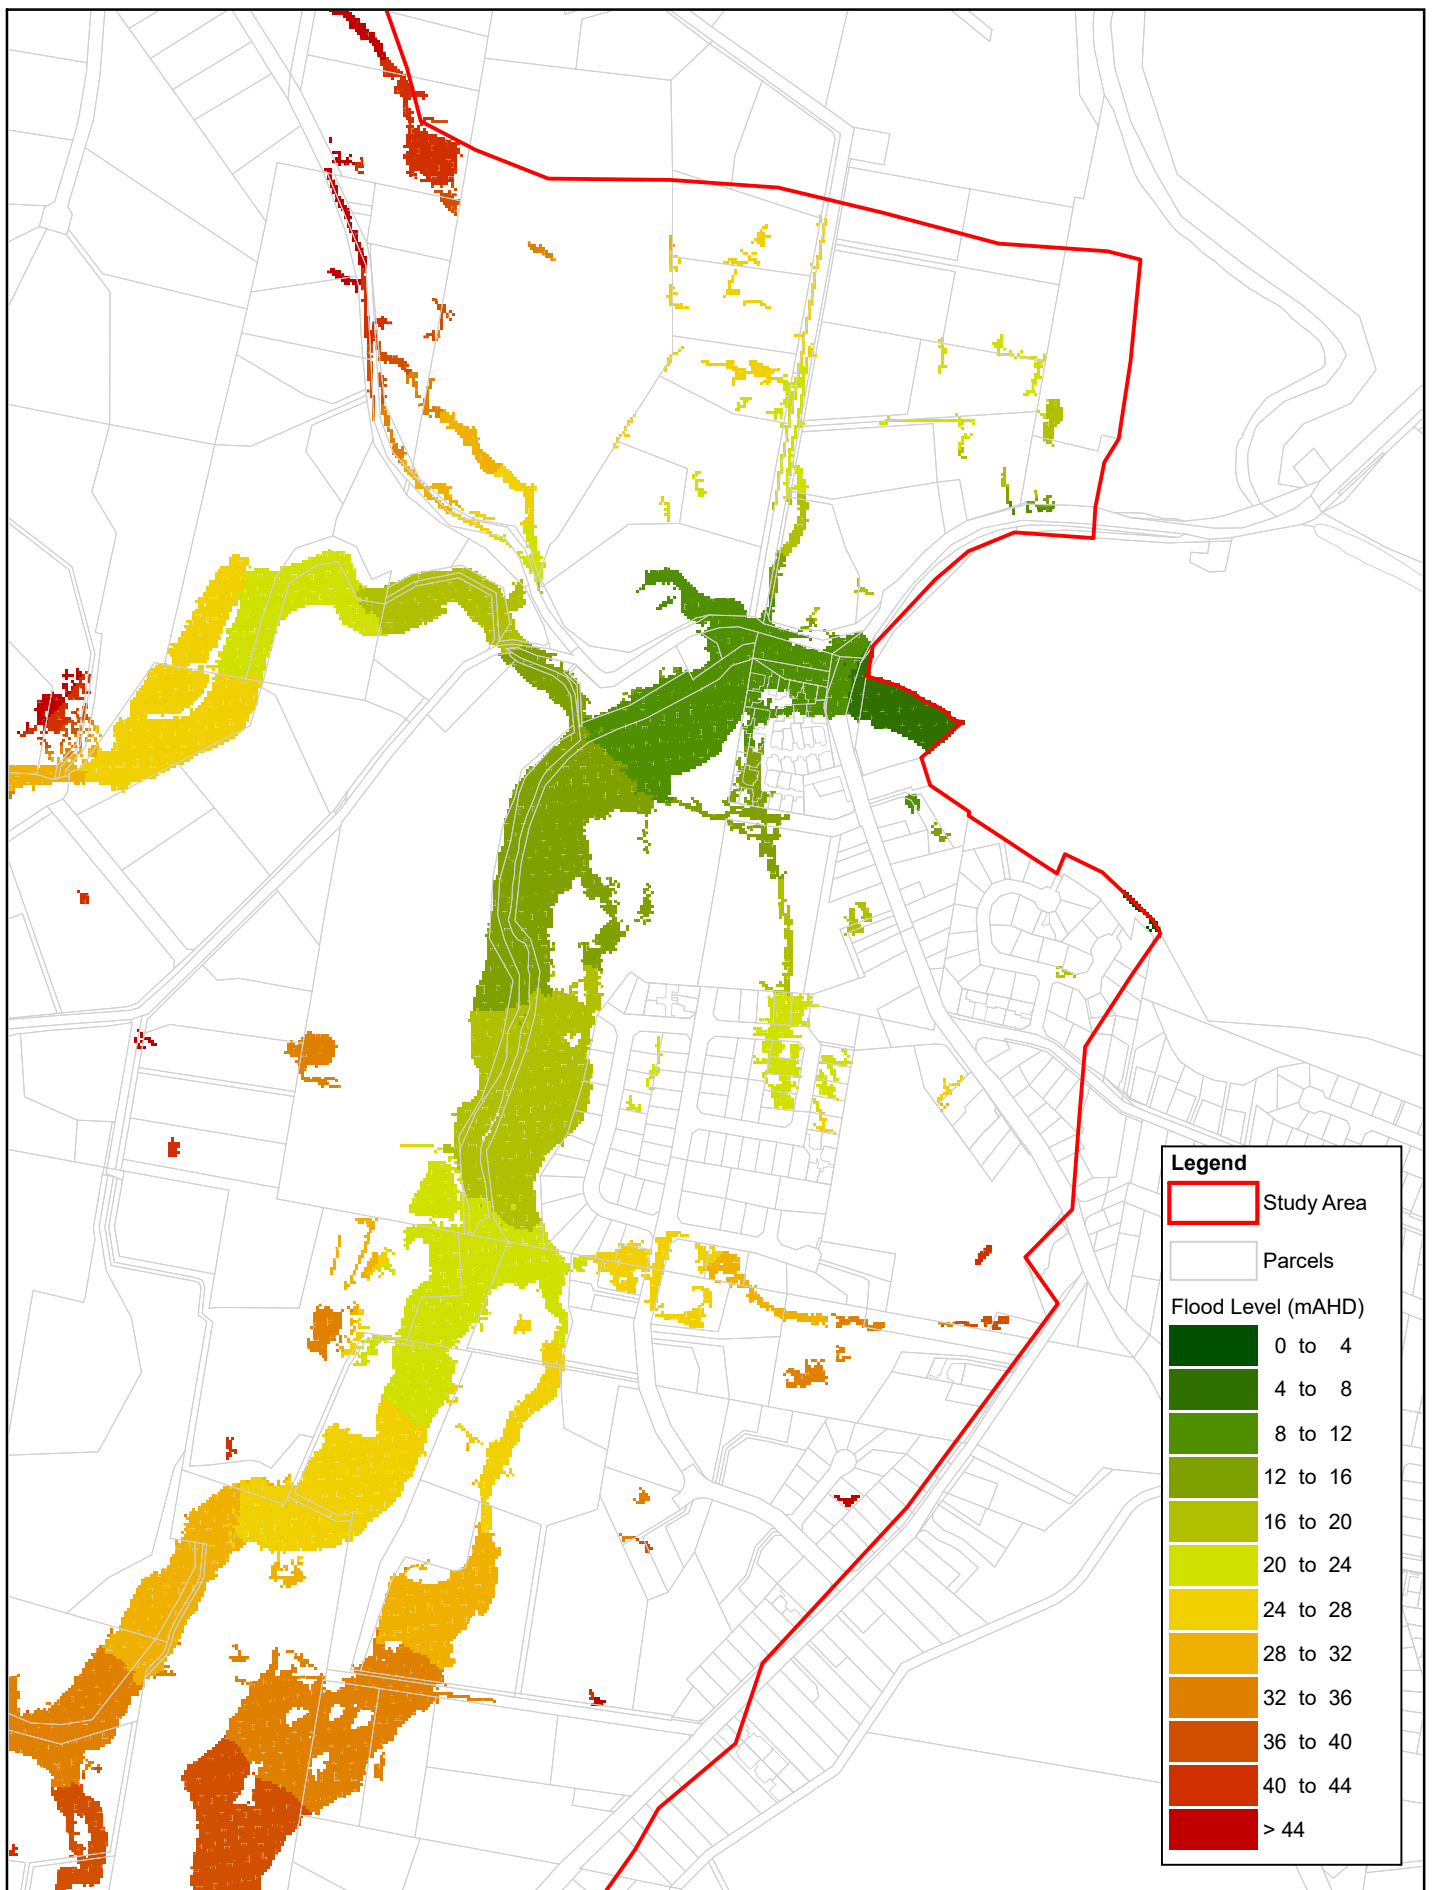 Legend
Study Area
Parcels
Flood Level (mAHD)
0 to 4
4 to 8
8 to 12
12 to 16
16 to 20
20 to 24
24 to 28
28 to 32
32 to 36
36 to 40
40 to 44
> 44